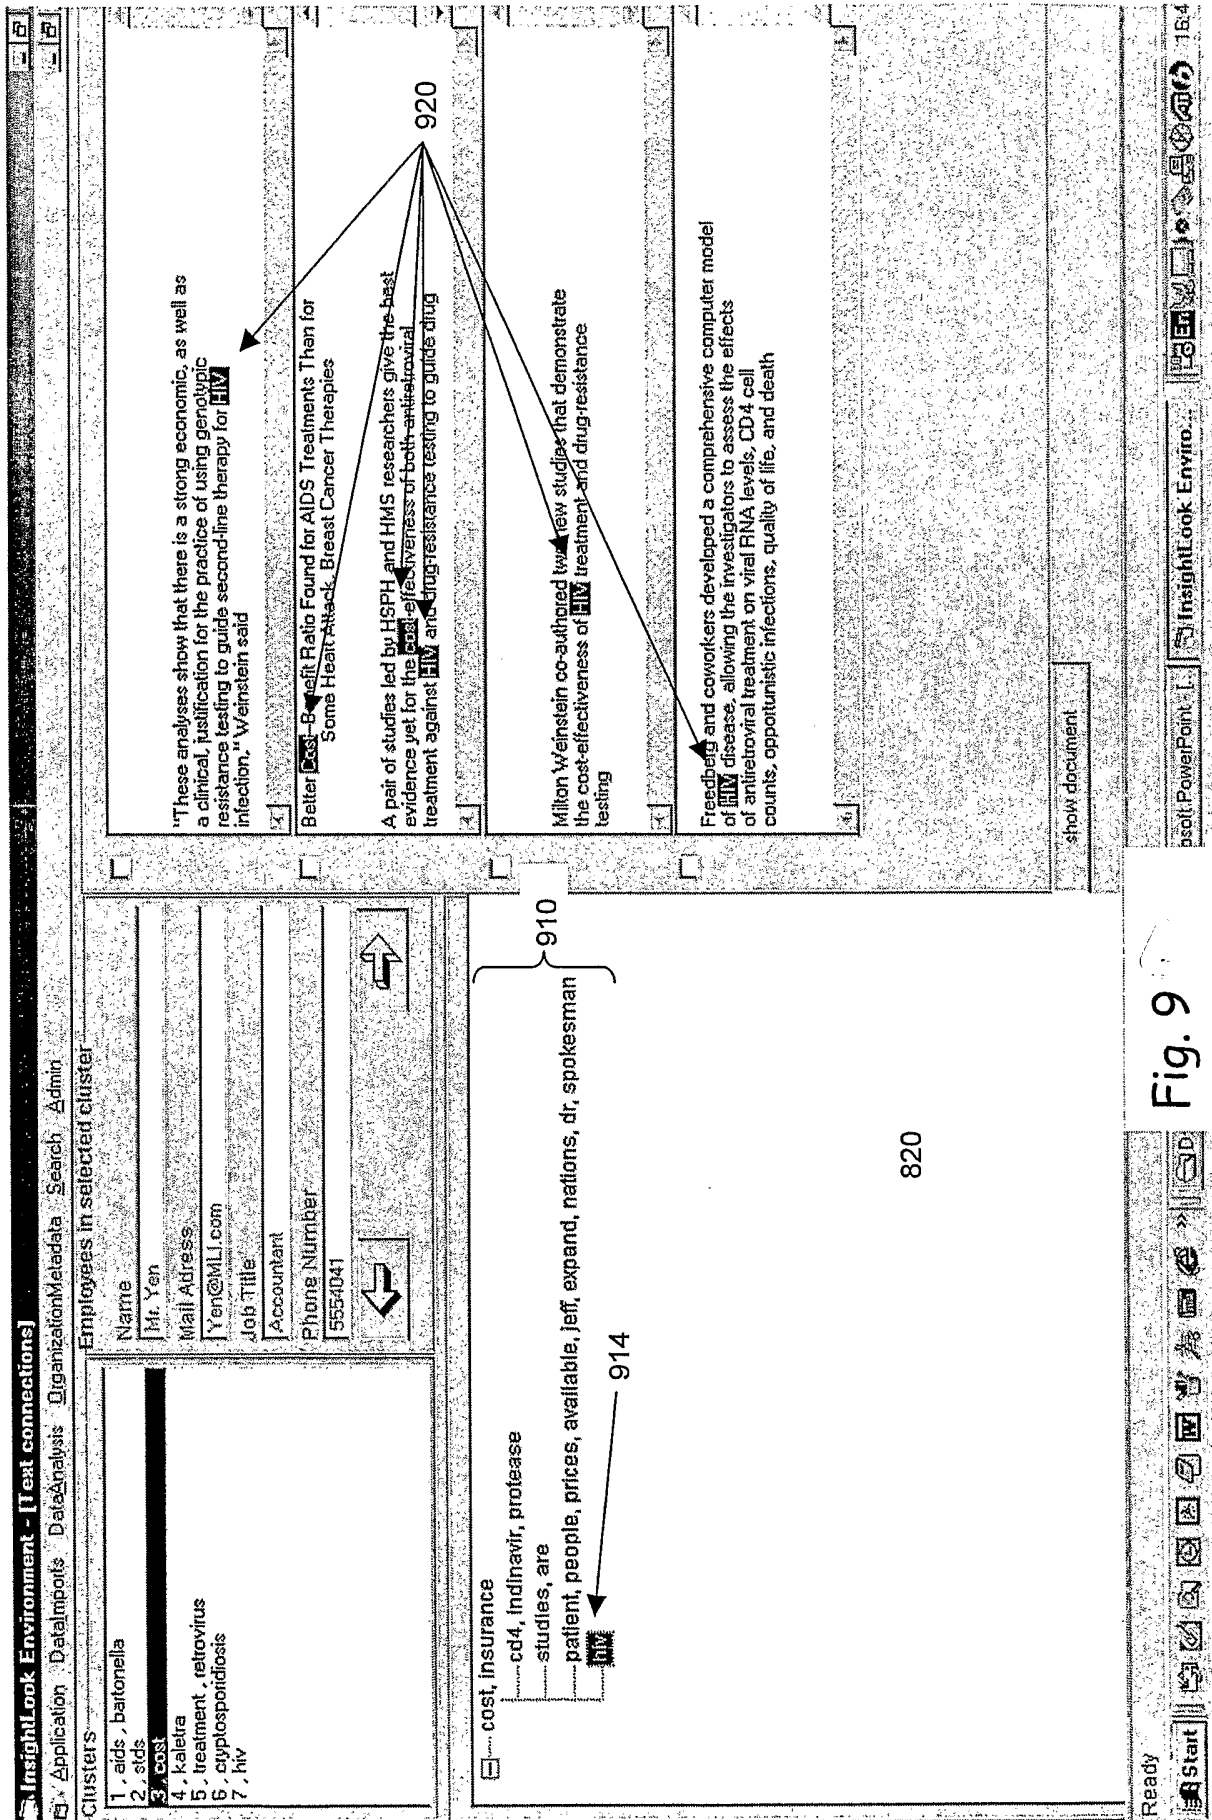 InsightLook Environment - [Text connections]
Application DataImports DataAnalysis OrganizationMetadata Search Admin
Clusters
1 , aids , bartonella
2 , stds
3 , cost
4 , kaletra
5 , treatment , retrovirus
6 , cryptosporidiosis
7 , hiv
Employees in selected cluster
Name
Mr. Yen
Mail Adress
Yen@MLI.com
Job Title
Accountant
Phone Number
5554041
"These analyses show that there is a strong economic, as well as
a clinical, justification for the practice of using genotypic
resistance testing to guide second-line therapy for HIV
infection." Weinstein said
Better Cost-Benefit Ratio Found for AIDS Treatments Than for
Some Heart Attack, Breast Cancer Therapies
A pair of studies led by HSPH and HMS researchers give the best
evidence yet for the cost-effectiveness of both antiretroviral
treatment against HIV and drug-resistance testing to guide drug
920
Milton Weinstein co-authored two new studies that demonstrate
the cost-effectiveness of HIV treatment and drug-resistance
testing
Freedberg and coworkers developed a comprehensive computer model
of HIV disease, allowing the investigators to assess the effects
of antiretroviral treatment on viral RNA levels, CD4 cell
counts, opportunistic infections, quality of life, and death
show document
cost, insurance
cd4, indinavir, protease
studies, are
patient, people, prices, available, jeff, expand, nations, dr, spokesman
hiv
910
914
820
Ready
Start
osoft PowerPoint [...
InsightLook Enviro...
En
16:4
Fig. 9